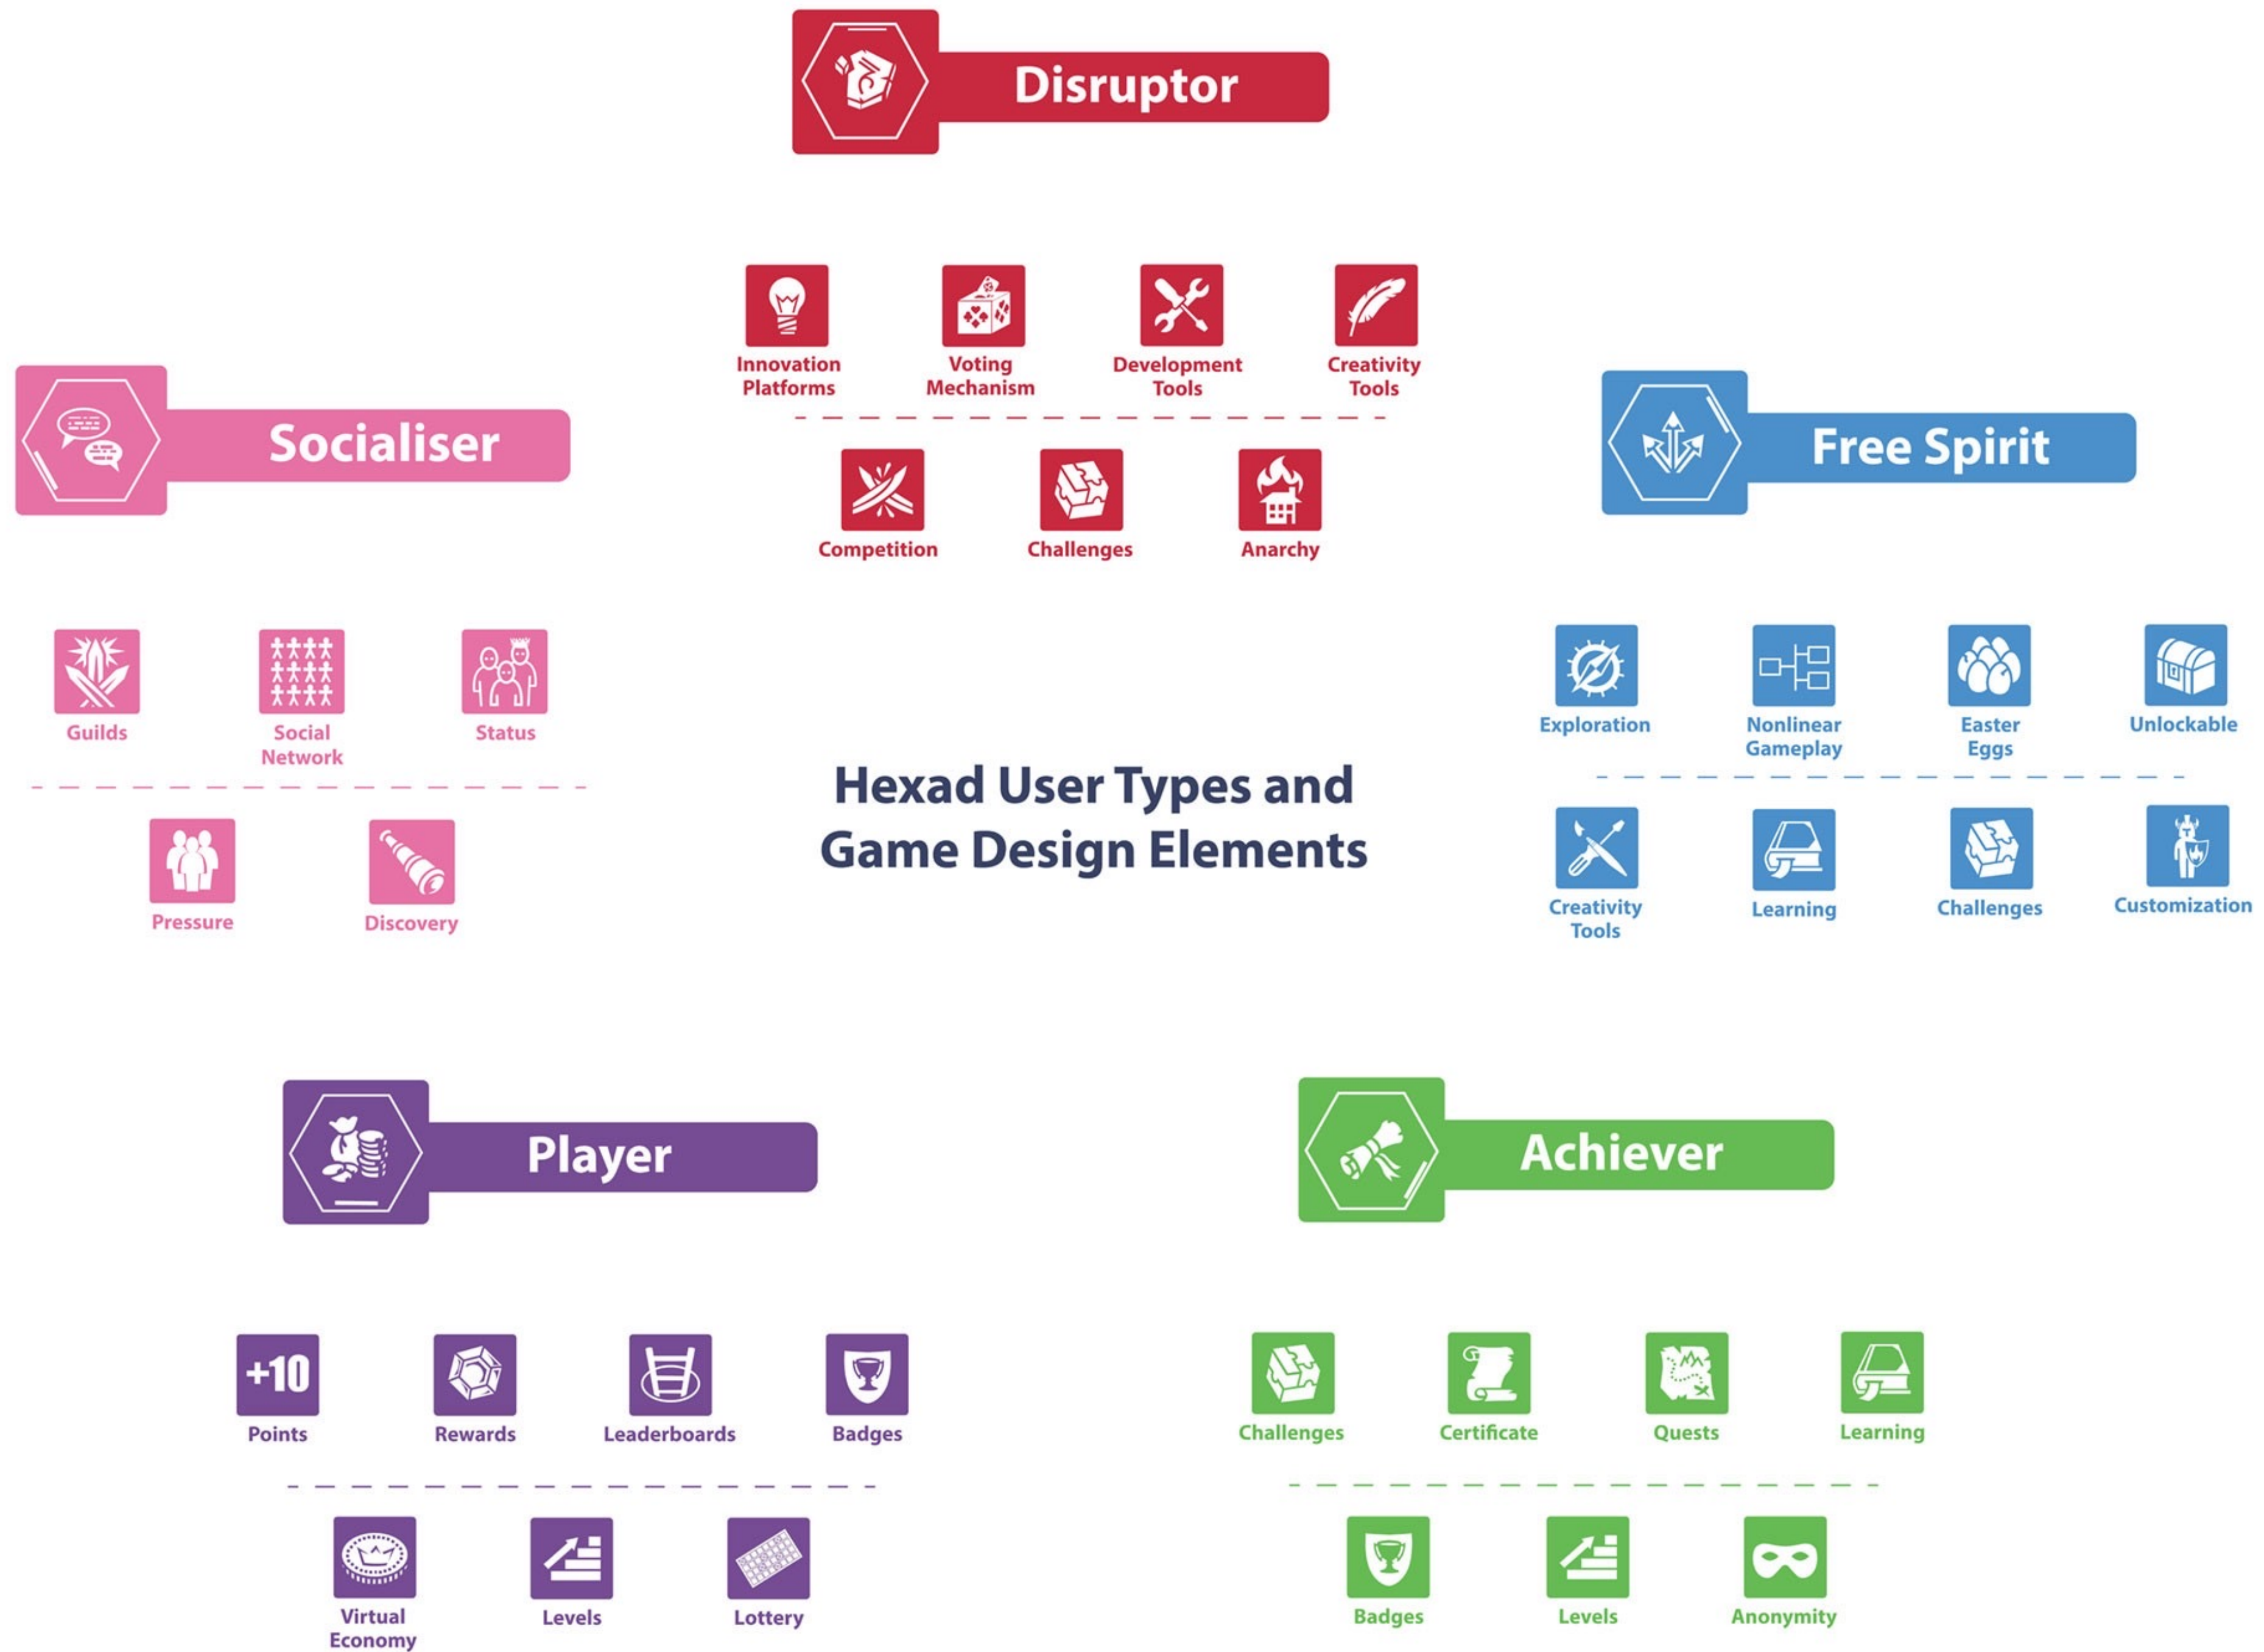 Disruptor
Innovation
Platforms
Voting
Mechanism
Development
Tools
Creativity
Tools
Competition
Challenges
Anarchy
Socialiser
Guilds
Social
Network
Status
Pressure
Discovery
Free Spirit
Exploration
Nonlinear
Gameplay
Easter
Eggs
Unlockable
Creativity
Tools
Learning
Challenges
Customization
Hexad User Types and
Game Design Elements
Player
+10
Points
Rewards
Leaderboards
Badges
Virtual
Economy
Levels
Lottery
Achiever
Challenges
Certificate
Quests
Learning
Badges
Levels
Anonymity